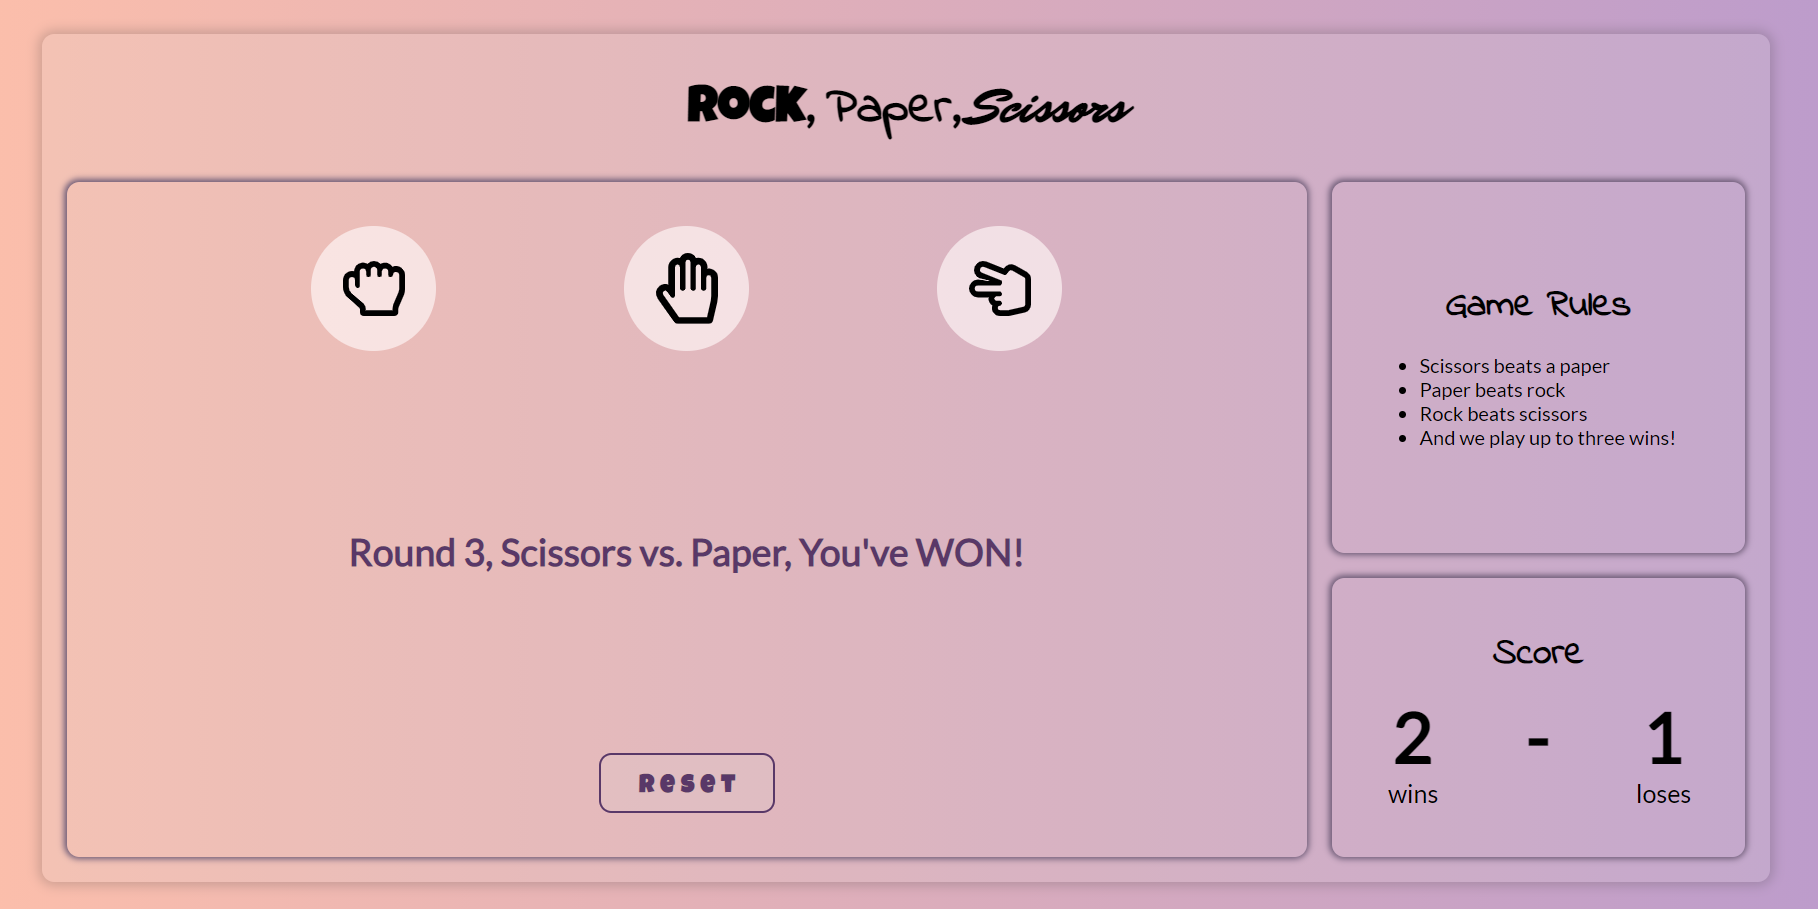 ROCK, Paper, Scissors
Game Rules
Scissors beats a paper
Paper beats rock
Rock beats scissors
And we play up to three wins!
Round 3, Scissors vs. Paper, You've WON!
Reset
Score
2 - 1
wins loses